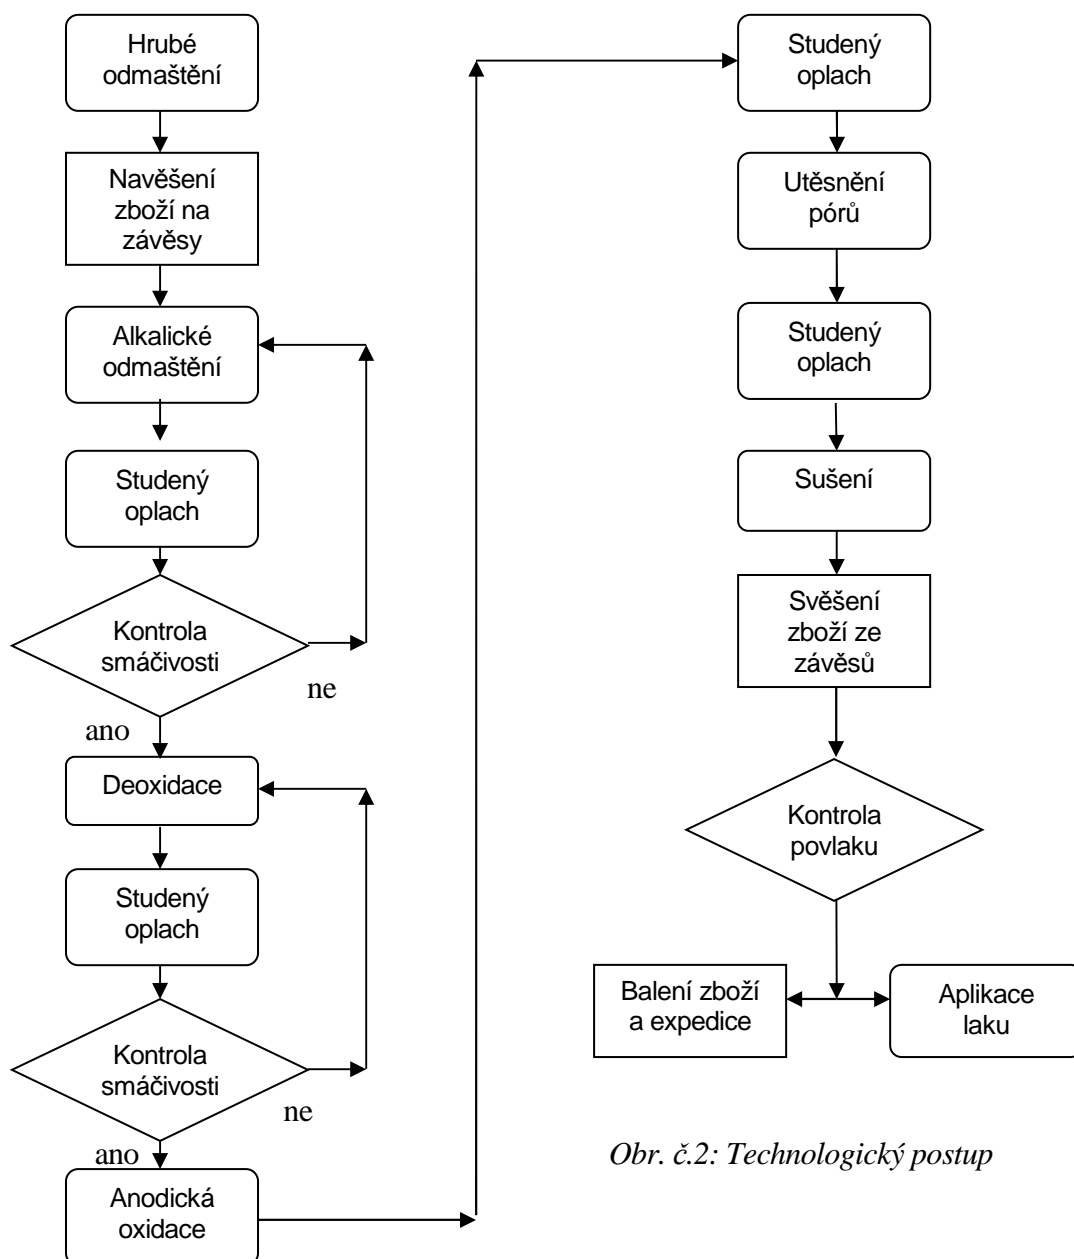 Hrubé
odmaštění
Navěšení
zboží na
závěsy
Alkalické
odmaštění
Studený
oplach
Kontrola
smáčivosti
ne
ano
Deoxidace
Studený
oplach
Kontrola
smáčivosti
ne
ano
Anodická
oxidace
Studený
oplach
Utěsnění
pórů
Studený
oplach
Sušení
Svěšení
zboží ze
závěsů
Kontrola
povlaku
Balení zboží
a expedice
Aplikace
laku
Obr. č.2: Technologický postup